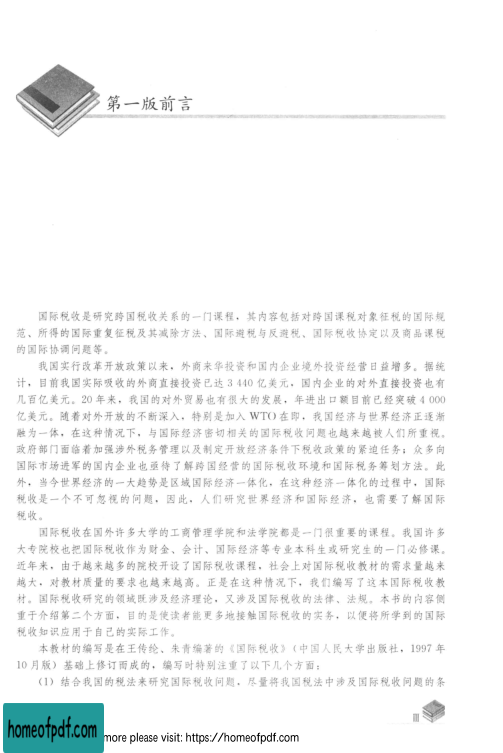 第一版前言
国际税收是研究跨国税收关系的一门课程，其内容包括对跨国课税对象征税的国际规
范、所得的国际重复征税及其减除方法、国际避税与反避税、国际税收协定以及商品课税
的国际协调问题等。
我国实行改革开放政策以来，外商来华投资和国内企业境外投资经营日益增多。据统
计，目前我国实际吸收的外商直接投资已达 3 440 亿美元，国内企业的对外直接投资也有
几百亿美元。20 年来，我国的对外贸易也有很大的发展，年进出口额目前已经突破 4 000
亿美元。随着对外开放的不断深入，特别是加入 WTO 在即，我国经济与世界经济正逐渐
融为一体，在这种情况下，与国际经济密切相关的国际税收问题也越来越被人们所重视。
政府部门面临着加强涉外税务管理以及制定开放经济条件下税收政策的紧迫任务；众多向
国际市场进军的国内企业也亟待了解跨国经营的国际税收环境和国际税务筹划方法。此
外，当今世界经济的一大趋势是区域国际经济一体化，在这种经济一体化的过程中，国际
税收是一个不可忽视的问题，因此，人们研究世界经济和国际经济，也需要了解国际
税收。
国际税收在国外许多大学的工商管理学院和法学院都是一门很重要的课程。我国许多
大专院校也把国际税收作为财金、会计、国际经济等专业本科生或研究生的一门必修课。
近年来，由于越来越多的院校开设了国际税收课程，社会上对国际税收教材的需求量越来
越大，对教材质量的要求也越来越高。正是在这种情况下，我们编写了这本国际税收教
材。国际税收研究的领域既涉及经济理论，又涉及国际税收的法律、法规。本书的内容侧
重于介绍第二个方面，目的是使读者能更多地接触国际税收的实务，以便将所学到的国际
税收知识应用于自己的实际工作。
本教材的编写是在王传纶、朱青编著的《国际税收》（中国人民大学出版社，1997 年
10 月版）基础上修订而成的，编写时特别注重了以下几个方面：
（1）结合我国的税法来研究国际税收问题，尽量将我国税法中涉及国际税收问题的条
III
homeofpdf.com
more please visit: https://homeofpdf.com